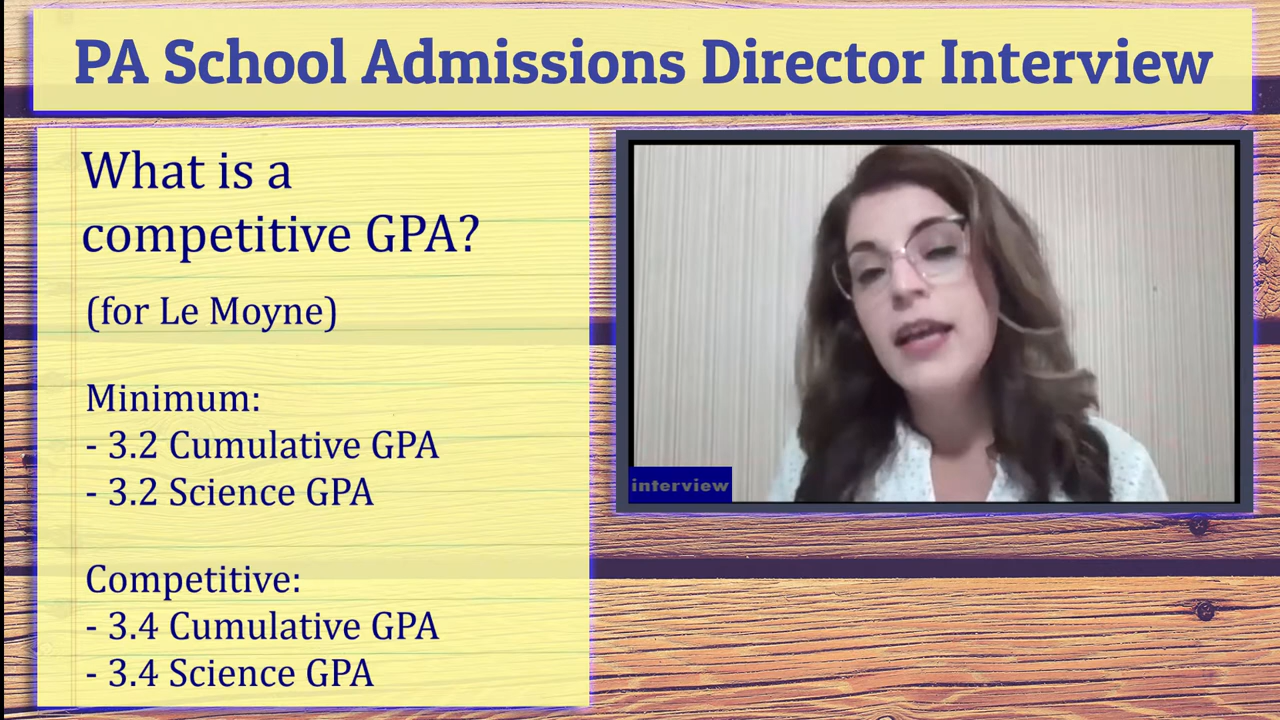 PA School Admissions Director Interview
What is a
competitive GPA?
(for Le Moyne)
Minimum:
- 3.2 Cumulative GPA
- 3.2 Science GPA
Competitive:
- 3.4 Cumulative GPA
- 3.4 Science GPA
interview